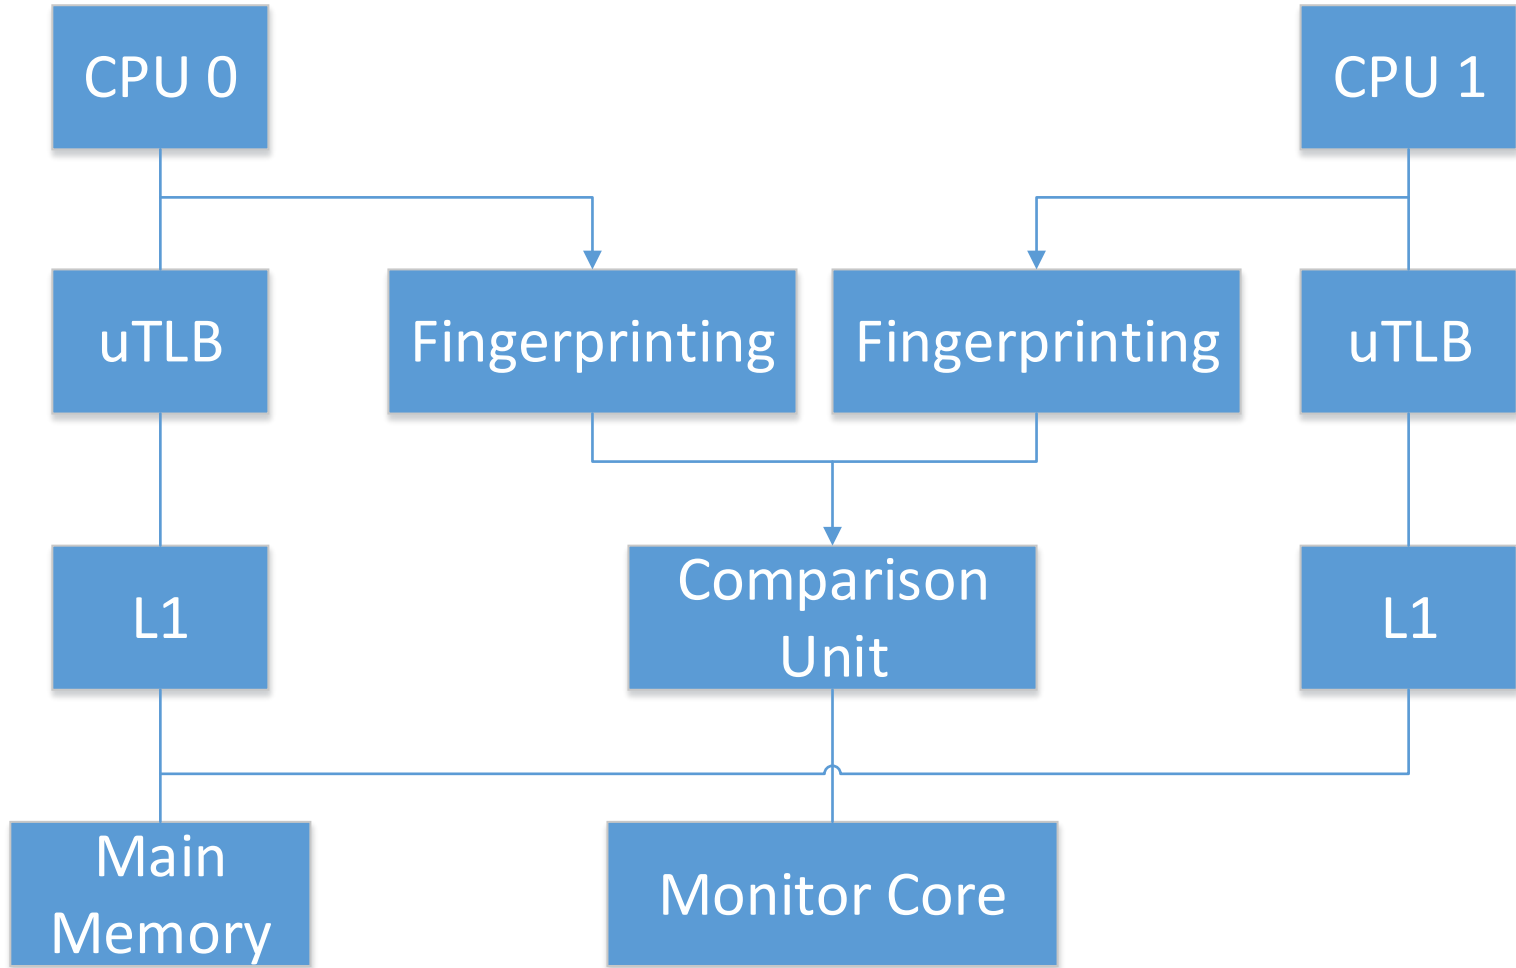 CPU 0
CPU 1
uTLB
Fingerprinting
Fingerprinting
uTLB
L1
Comparison
Unit
L1
Main
Memory
Monitor Core